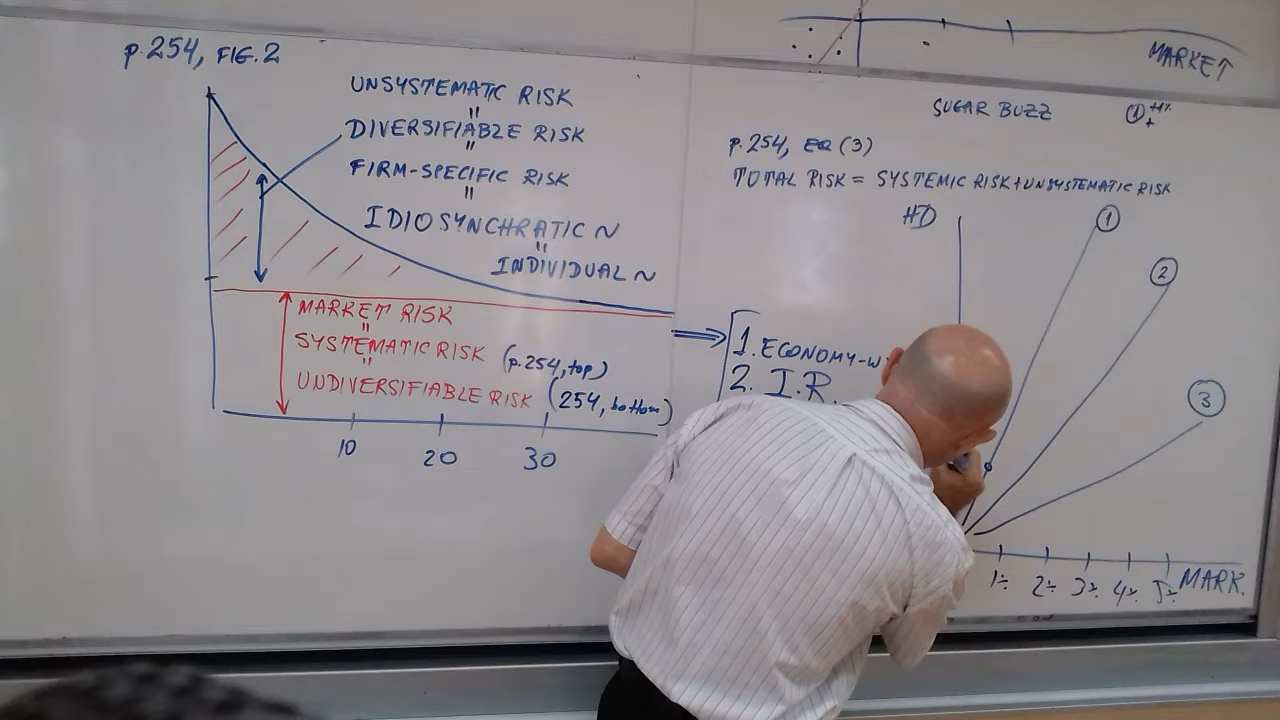 p.254, FIG.2
UNSYSTEMATIC RISK
"
DIVERSIFIABLE RISK
"
FIRM-SPECIFIC RISK
"
IDIOSYNCHRATIC ~
"
INDIVIDUAL ~
MARKET RISK
"
SYSTEMATIC RISK (p.254, top)
"
UNDIVERSIFIABLE RISK (254, bottom)
10 20 30
MARKET
SUGAR BUZZ
p.254, EQ (3)
TOTAL RISK = SYSTEMIC RISK + UNSYSTEMATIC RISK
HD
1
2
3
1. ECONOMY-W
2. I.R.
1% 2% 3% 4% 5% MARK.